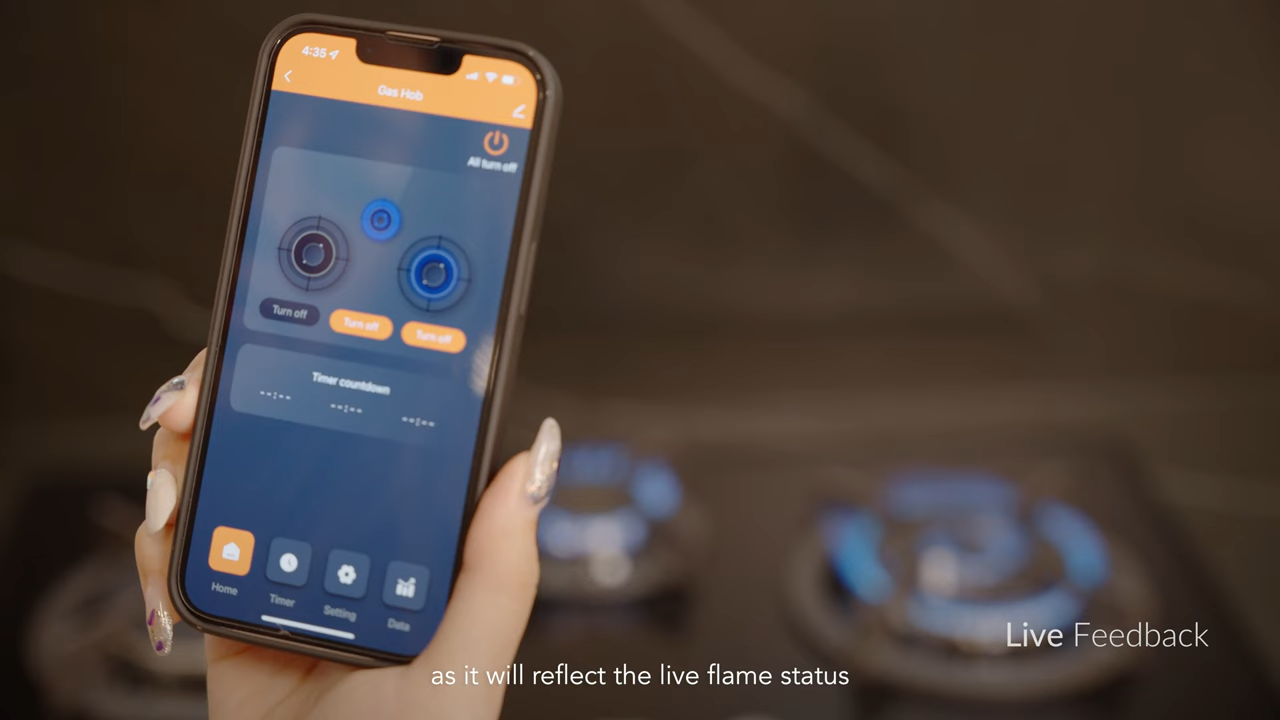 4:35
Gas Hob
All turn off
Turn off
Turn off
Turn off
Timer countdown
--:--
--:--
--:--
Home
Timer
Setting
Data
Live Feedback
as it will reflect the live flame status